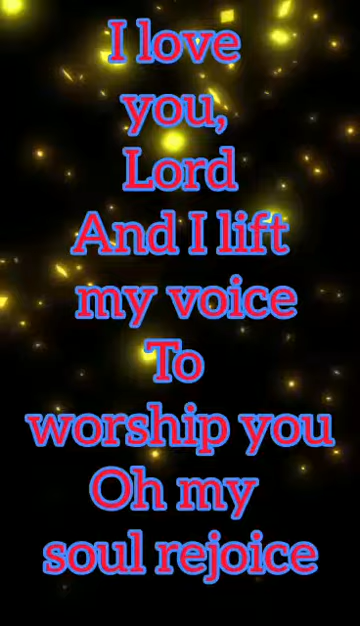 I love
you,
Lord
And I lift
my voice
To
worship you
Oh my
soul rejoice